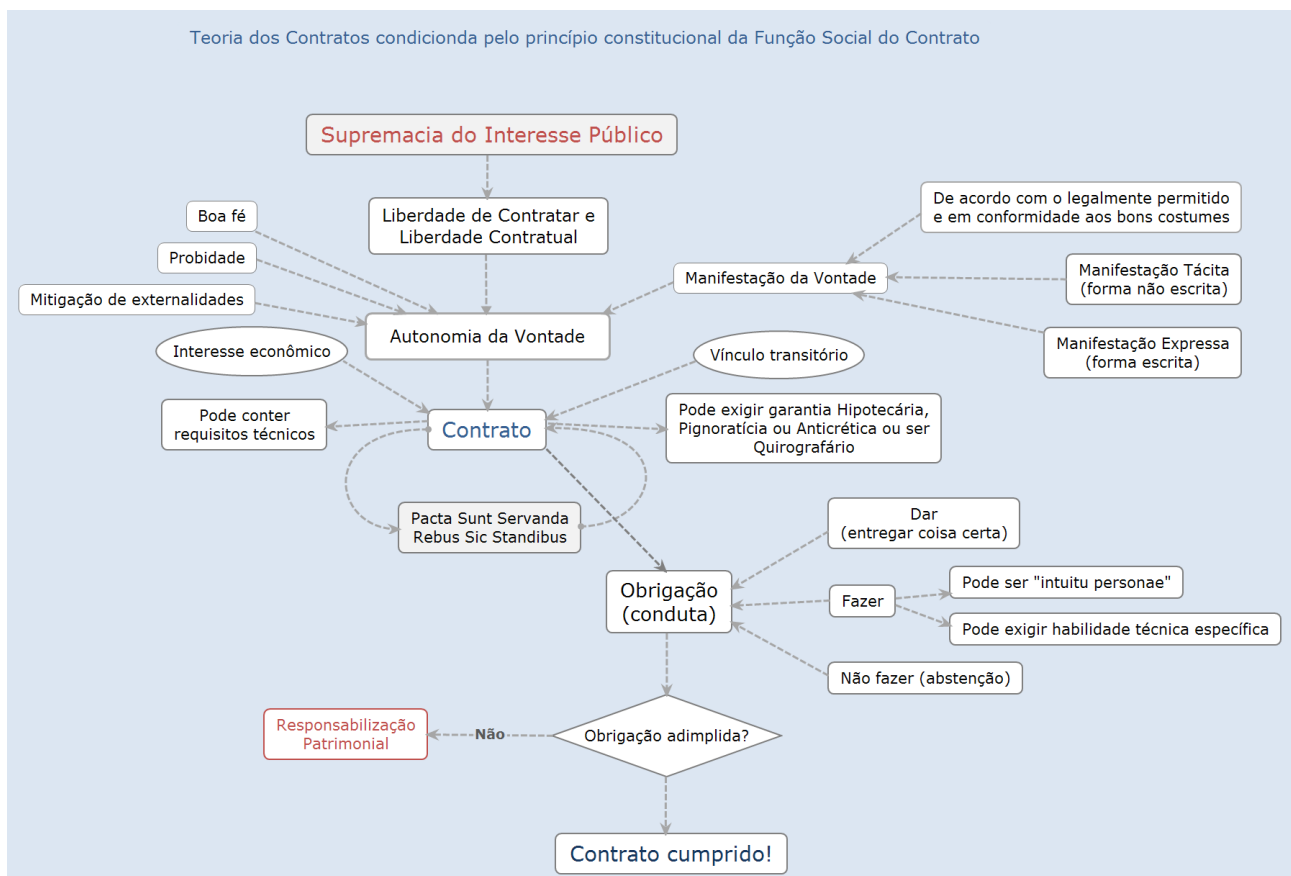 Teoria dos Contratos condicionda pelo princípio constitucional da Função Social do Contrato
Supremacia do Interesse Público
De acordo com o legalmente permitido
e em conformidade aos bons costumes
Boa fé
Liberdade de Contratar e
Liberdade Contratual
Probidade
Manifestação da Vontade
Manifestação Tácita
(forma não escrita)
Mitigação de externalidades
Autonomia da Vontade
Manifestação Expressa
(forma escrita)
Interesse econômico
Vínculo transitório
Pode conter
requisitos técnicos
Contrato
Pode exigir garantia Hipotecária,
Pignoratícia ou Anticrética ou ser
Quirografário
Pacta Sunt Servanda
Rebus Sic Standibus
Dar
(entregar coisa certa)
Obrigação
(conduta)
Fazer
Pode ser "intuitu personae"
Pode exigir habilidade técnica específica
Não fazer (abstenção)
Responsabilização
Patrimonial
Não
Obrigação adimplida?
Contrato cumprido!